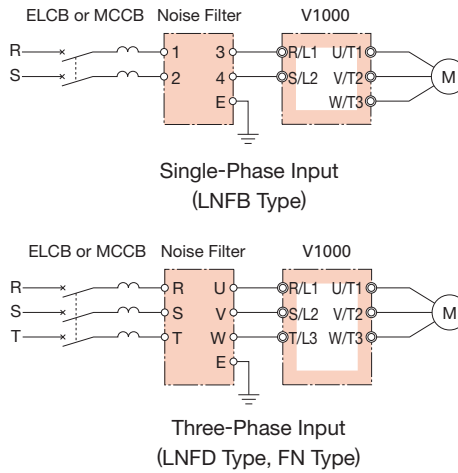 ELCB or MCCB Noise Filter V1000
R 1 3 R/L1 U/T1
S 2 4 S/L2 V/T2 M
E W/T3
Single-Phase Input
(LNFB Type)
ELCB or MCCB Noise Filter V1000
R R U R/L1 U/T1
S S V S/L2 V/T2 M
T T W T/L3 W/T3
E
Three-Phase Input
(LNFD Type, FN Type)